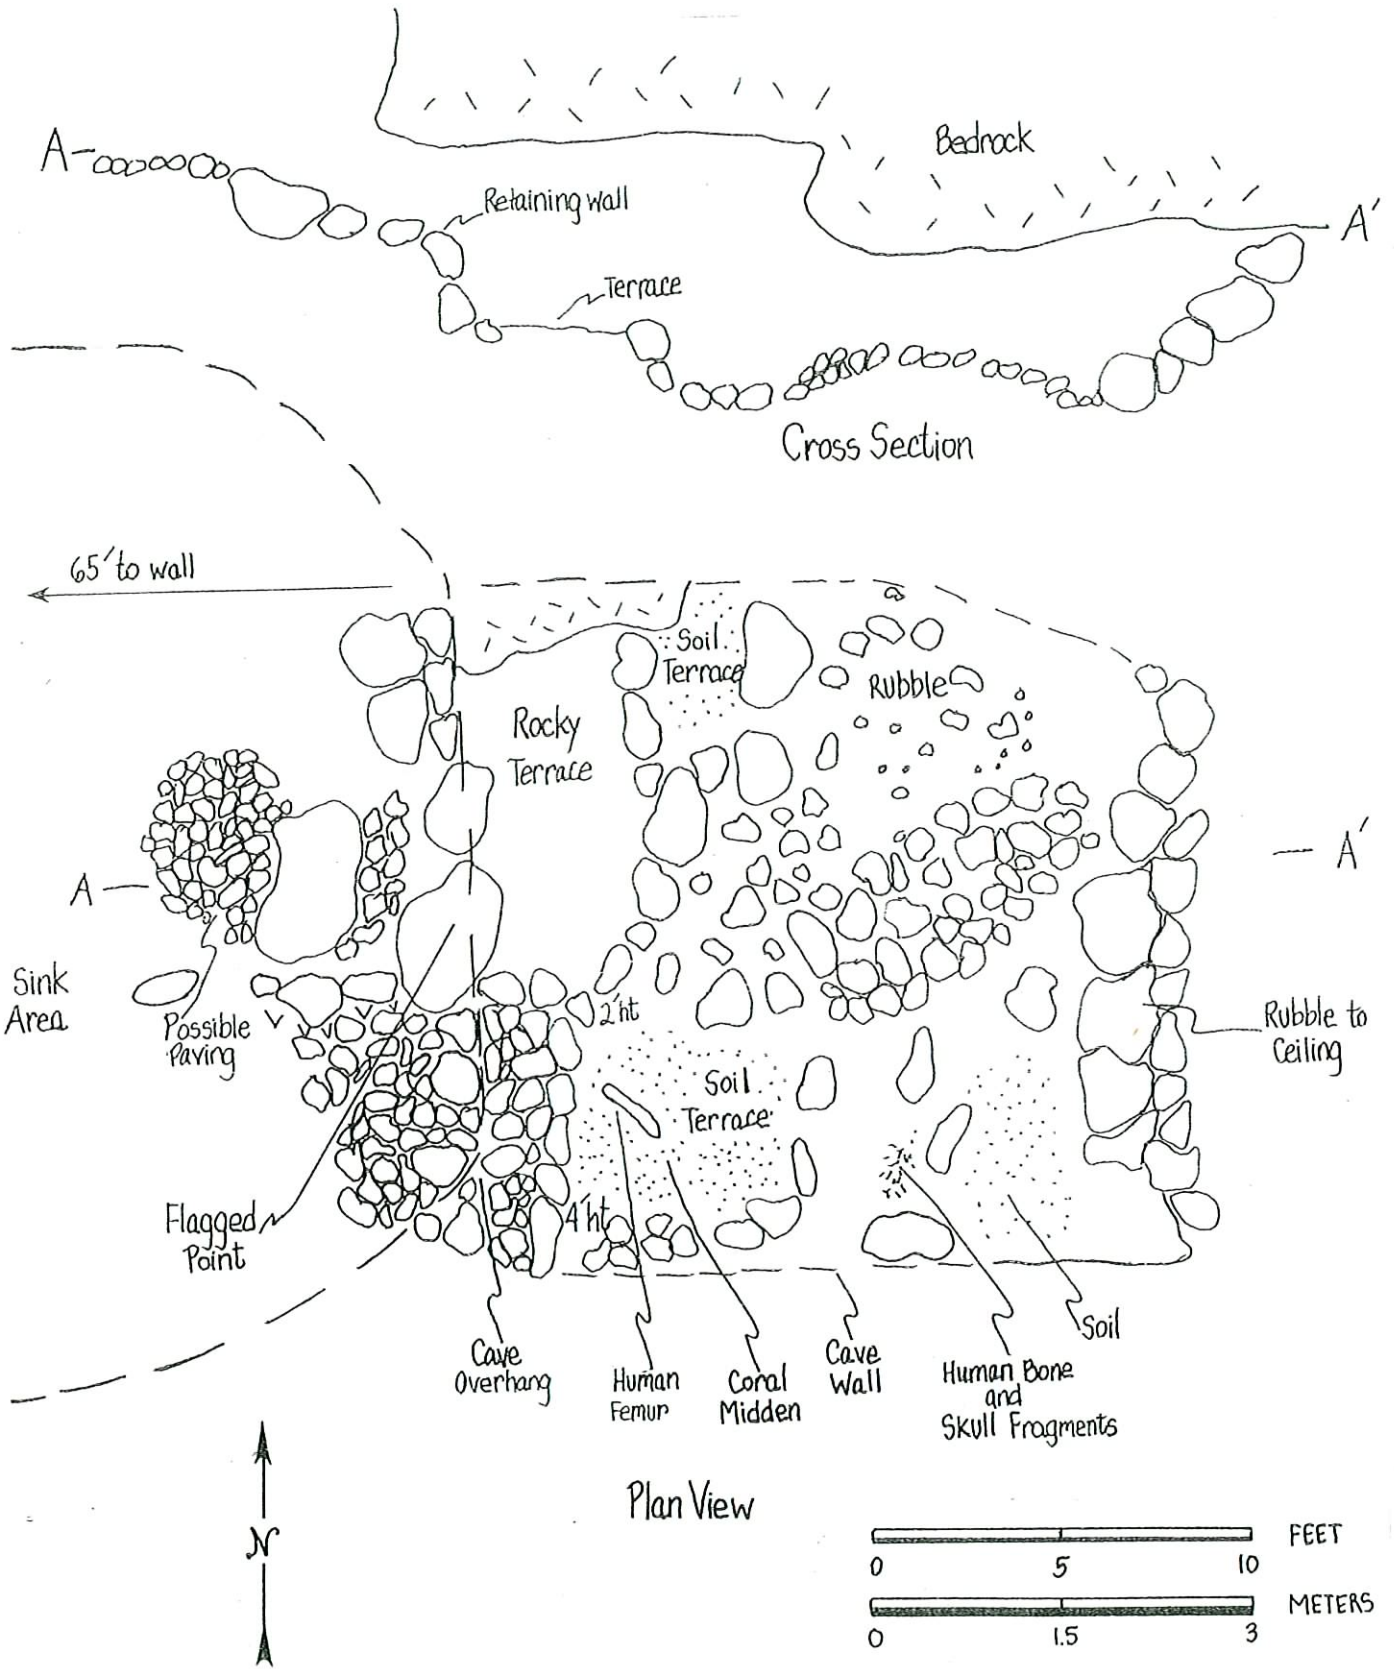 Bedrock
A
Retaining Wall
A'
Terrace
Cross Section
65' to wall
Soil
Terrace
Rubble
Rocky
Terrace
A'
A
Sink
Area
2'ht
Possible
Paving
Rubble to
Ceiling
Soil
Terrace
Flagged
Point
4'ht
Soil
Cave
Overhang
Human
Femur
Coral
Midden
Cave
Wall
Human Bone
and
Skull Fragments
Plan View
N
FEET
0 5 10
METERS
0 1.5 3